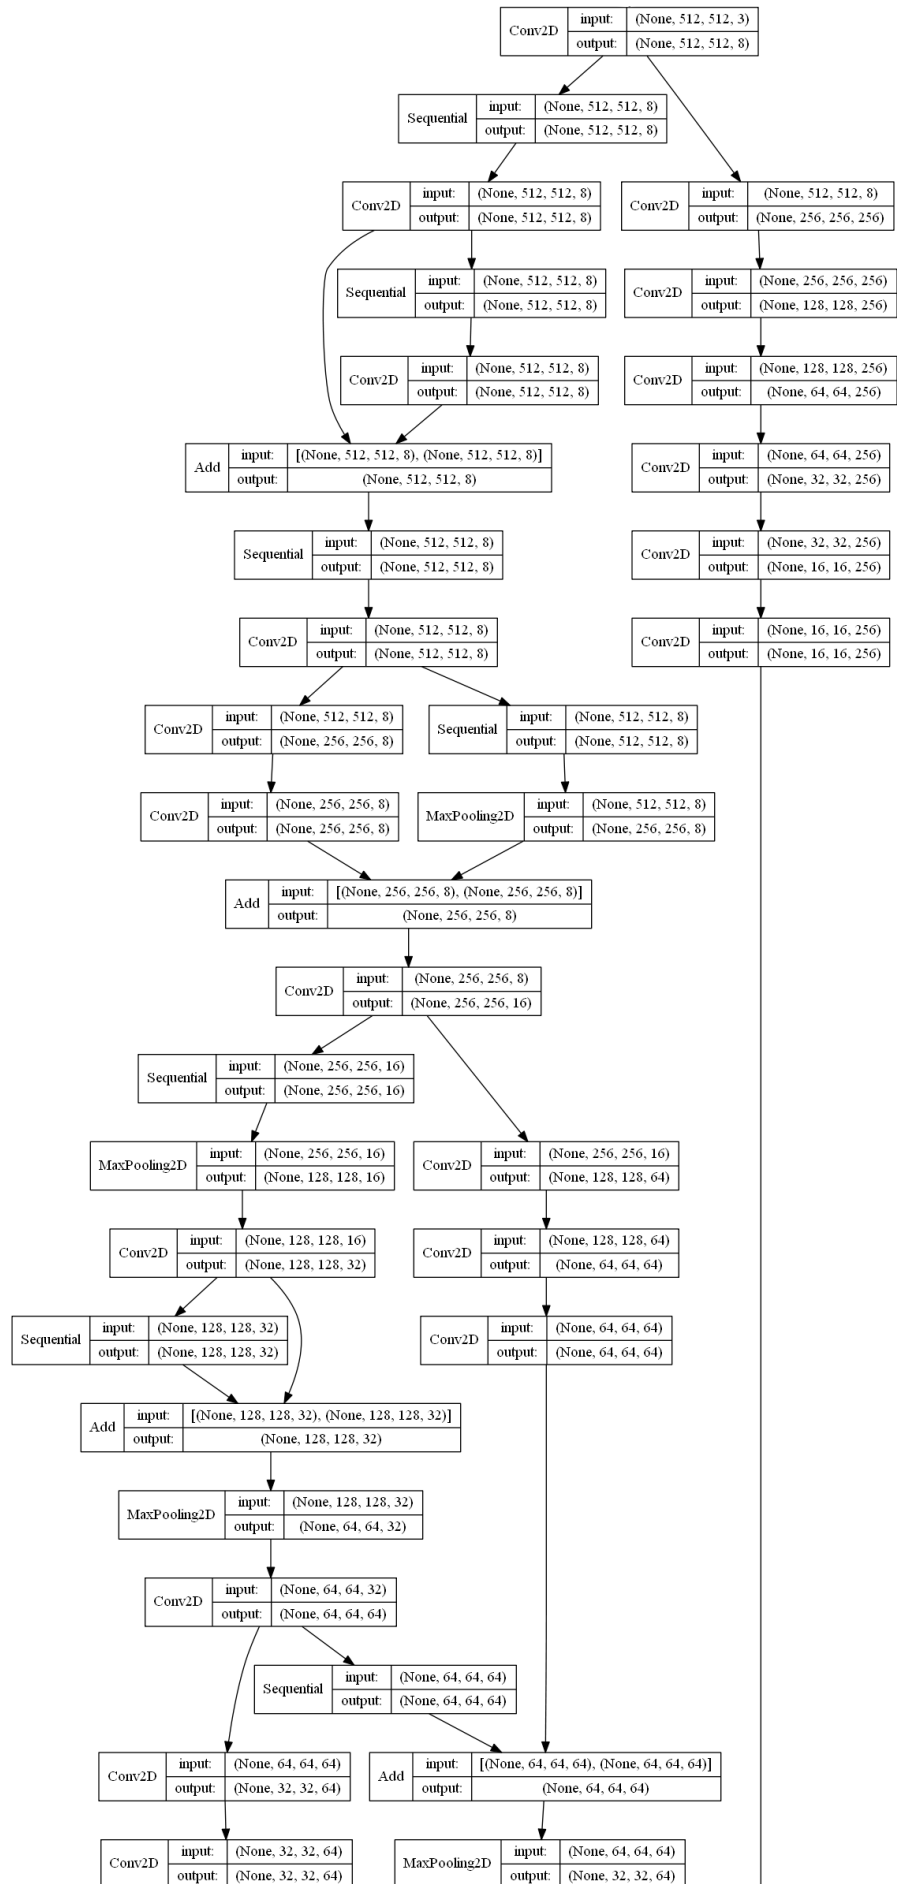 Conv2D input: (None, 512, 512, 3)
output: (None, 512, 512, 8)
Sequential input: (None, 512, 512, 8)
output: (None, 512, 512, 8)
Conv2D input: (None, 512, 512, 8)
output: (None, 512, 512, 8)
Conv2D input: (None, 512, 512, 8)
output: (None, 256, 256, 256)
Sequential input: (None, 512, 512, 8)
output: (None, 512, 512, 8)
Conv2D input: (None, 256, 256, 256)
output: (None, 128, 128, 256)
Conv2D input: (None, 512, 512, 8)
output: (None, 512, 512, 8)
Conv2D input: (None, 128, 128, 256)
output: (None, 64, 64, 256)
Add input: [(None, 512, 512, 8), (None, 512, 512, 8)]
output: (None, 512, 512, 8)
Conv2D input: (None, 64, 64, 256)
output: (None, 32, 32, 256)
Sequential input: (None, 512, 512, 8)
output: (None, 512, 512, 8)
Conv2D input: (None, 32, 32, 256)
output: (None, 16, 16, 256)
Conv2D input: (None, 512, 512, 8)
output: (None, 512, 512, 8)
Conv2D input: (None, 16, 16, 256)
output: (None, 16, 16, 256)
Conv2D input: (None, 512, 512, 8)
output: (None, 256, 256, 8)
Sequential input: (None, 512, 512, 8)
output: (None, 512, 512, 8)
Conv2D input: (None, 256, 256, 8)
output: (None, 256, 256, 8)
MaxPooling2D input: (None, 512, 512, 8)
output: (None, 256, 256, 8)
Add input: [(None, 256, 256, 8), (None, 256, 256, 8)]
output: (None, 256, 256, 8)
Conv2D input: (None, 256, 256, 8)
output: (None, 256, 256, 16)
Sequential input: (None, 256, 256, 16)
output: (None, 256, 256, 16)
MaxPooling2D input: (None, 256, 256, 16)
output: (None, 128, 128, 16)
Conv2D input: (None, 256, 256, 16)
output: (None, 128, 128, 64)
Conv2D input: (None, 128, 128, 16)
output: (None, 128, 128, 32)
Conv2D input: (None, 128, 128, 64)
output: (None, 64, 64, 64)
Sequential input: (None, 128, 128, 32)
output: (None, 128, 128, 32)
Conv2D input: (None, 64, 64, 64)
output: (None, 64, 64, 64)
Add input: [(None, 128, 128, 32), (None, 128, 128, 32)]
output: (None, 128, 128, 32)
MaxPooling2D input: (None, 128, 128, 32)
output: (None, 64, 64, 32)
Conv2D input: (None, 64, 64, 32)
output: (None, 64, 64, 64)
Sequential input: (None, 64, 64, 64)
output: (None, 64, 64, 64)
Conv2D input: (None, 64, 64, 64)
output: (None, 32, 32, 64)
Add input: [(None, 64, 64, 64), (None, 64, 64, 64)]
output: (None, 64, 64, 64)
Conv2D input: (None, 32, 32, 64)
output: (None, 32, 32, 64)
MaxPooling2D input: (None, 64, 64, 64)
output: (None, 32, 32, 64)